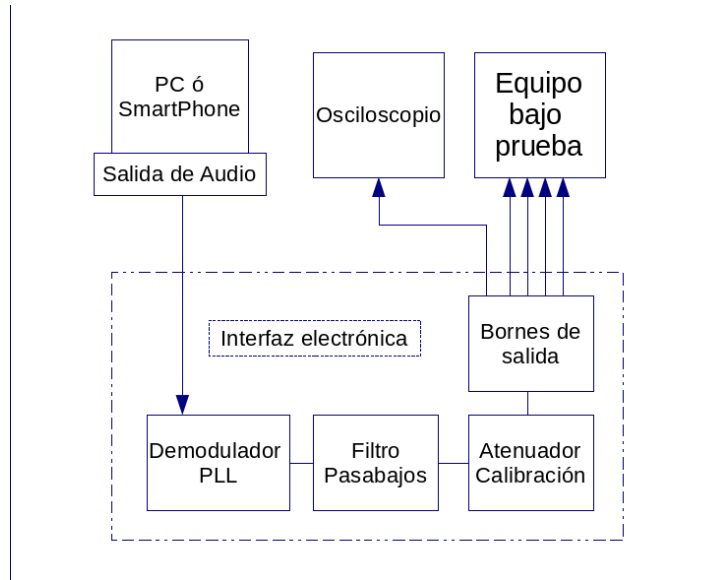 PC ó
SmartPhone
Salida de Audio
Osciloscopio
Equipo
bajo
prueba
Interfaz electrónica
Bornes de
salida
Demodulador
PLL
Filtro
Pasabajos
Atenuador
Calibración